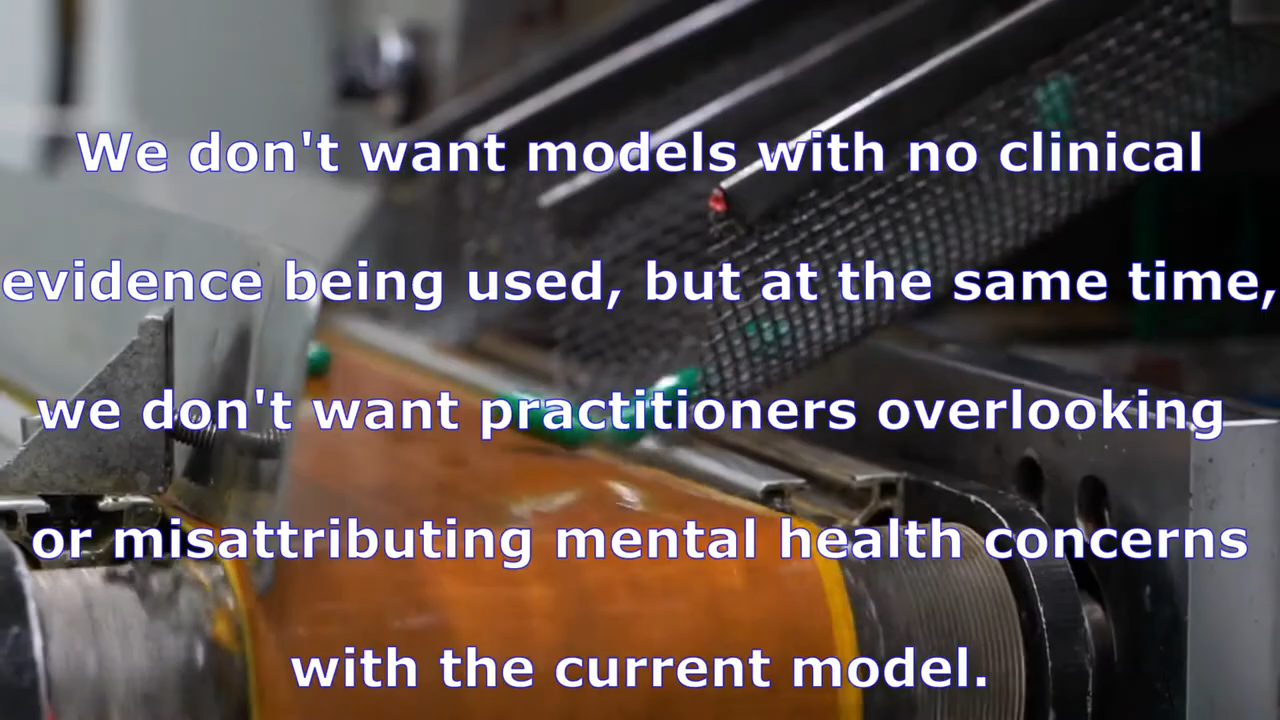 We don't want models with no clinical
evidence being used, but at the same time,
we don't want practitioners overlooking
or misattributing mental health concerns
with the current model.